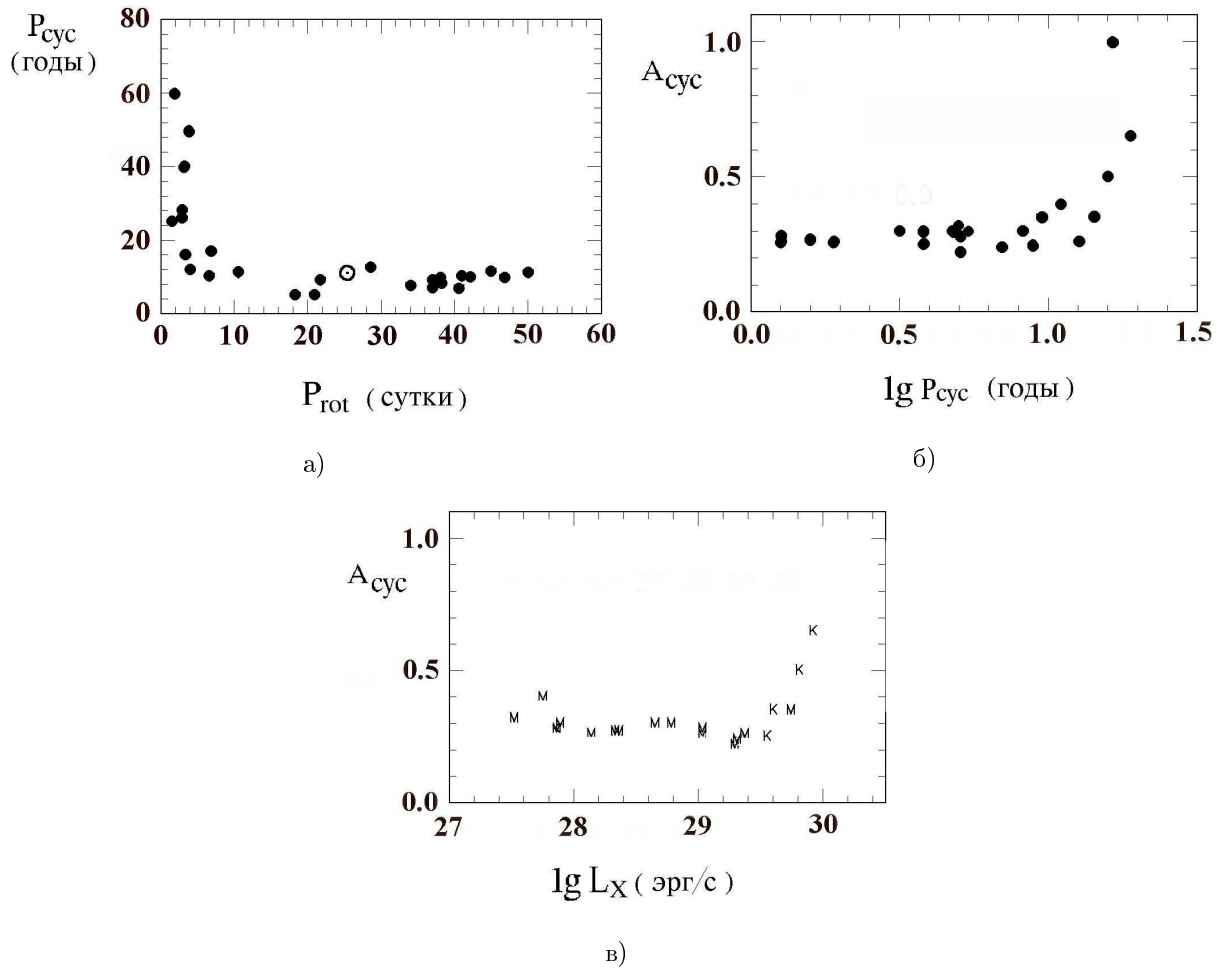 80
60
40
20
0
P_cyc
(годы)
0 10 20 30 40 50 60
P_rot (сутки)
а)
1.0
0.5
0.0
A_cyc
0.0 0.5 1.0 1.5
lg P_cyc (годы)
б)
1.0
0.5
0.0
A_cyc
M M M M M M M M M M M M M M M M M M K K K K
27 28 29 30
lg L_X (эрг/с)
в)